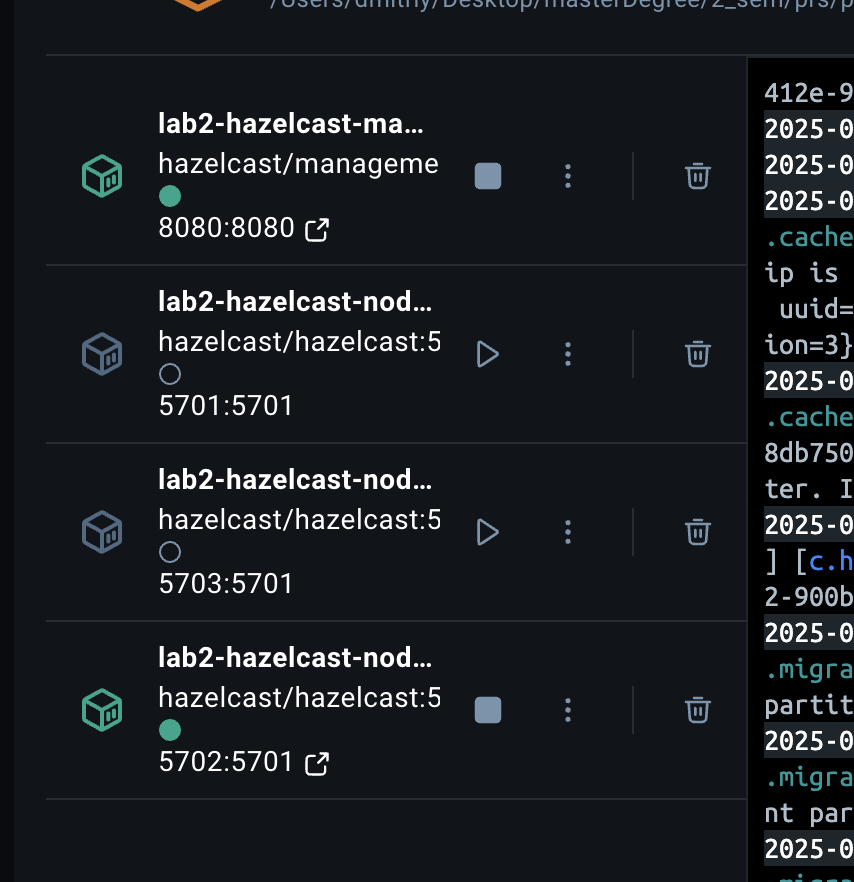 /Users/dmitriy/Desktop/masterDegree/2_sem/prs/p
lab2-hazelcast-ma...
hazelcast/manageme
8080:8080
lab2-hazelcast-nod...
hazelcast/hazelcast:5
5701:5701
lab2-hazelcast-nod...
hazelcast/hazelcast:5
5703:5701
lab2-hazelcast-nod...
hazelcast/hazelcast:5
5702:5701
412e-9
2025-0
2025-0
2025-0
.cache
ip is
uuid=
ion=3}
2025-0
.cache
8db750
ter. I
2025-0
] [c.h
2-900b
2025-0
.migra
partit
2025-0
.migra
nt par
2025-0
.migra